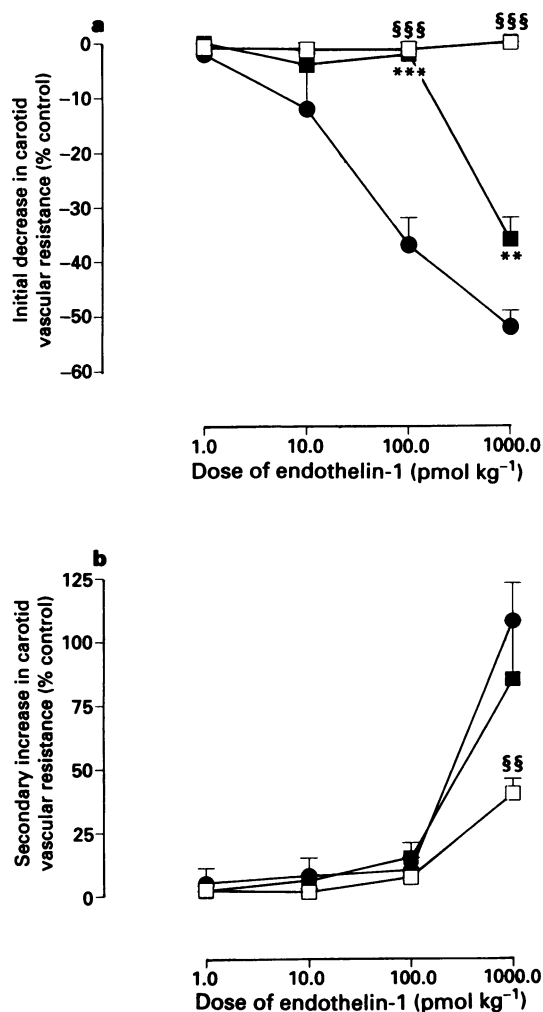 a
Initial decrease in carotid
vascular resistance (% control)
0
−10
−20
−30
−40
−50
−60
§§§
§§§
***
**
1.0 10.0 100.0 1000.0
Dose of endothelin-1 (pmol kg⁻¹)
b
Secondary increase in carotid
vascular resistance (% control)
125
100
75
50
25
0
§§
1.0 10.0 100.0 1000.0
Dose of endothelin-1 (pmol kg⁻¹)